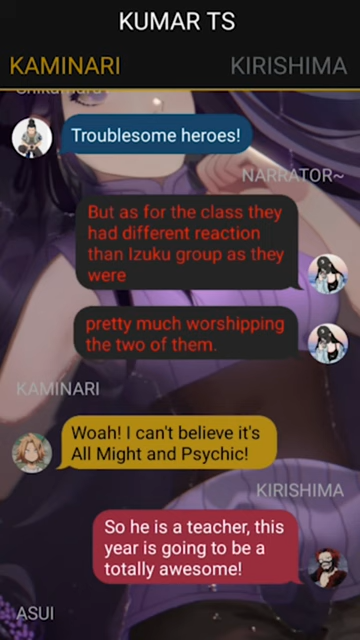 KUMAR TS
KAMINARI
KIRISHIMA
Shikamaru
Troublesome heroes!
NARRATOR~
But as for the class they
had different reaction
than Izuku group as they
were
pretty much worshipping
the two of them.
KAMINARI
Woah! I can't believe it's
All Might and Psychic!
KIRISHIMA
So he is a teacher, this
year is going to be a
totally awesome!
ASUI